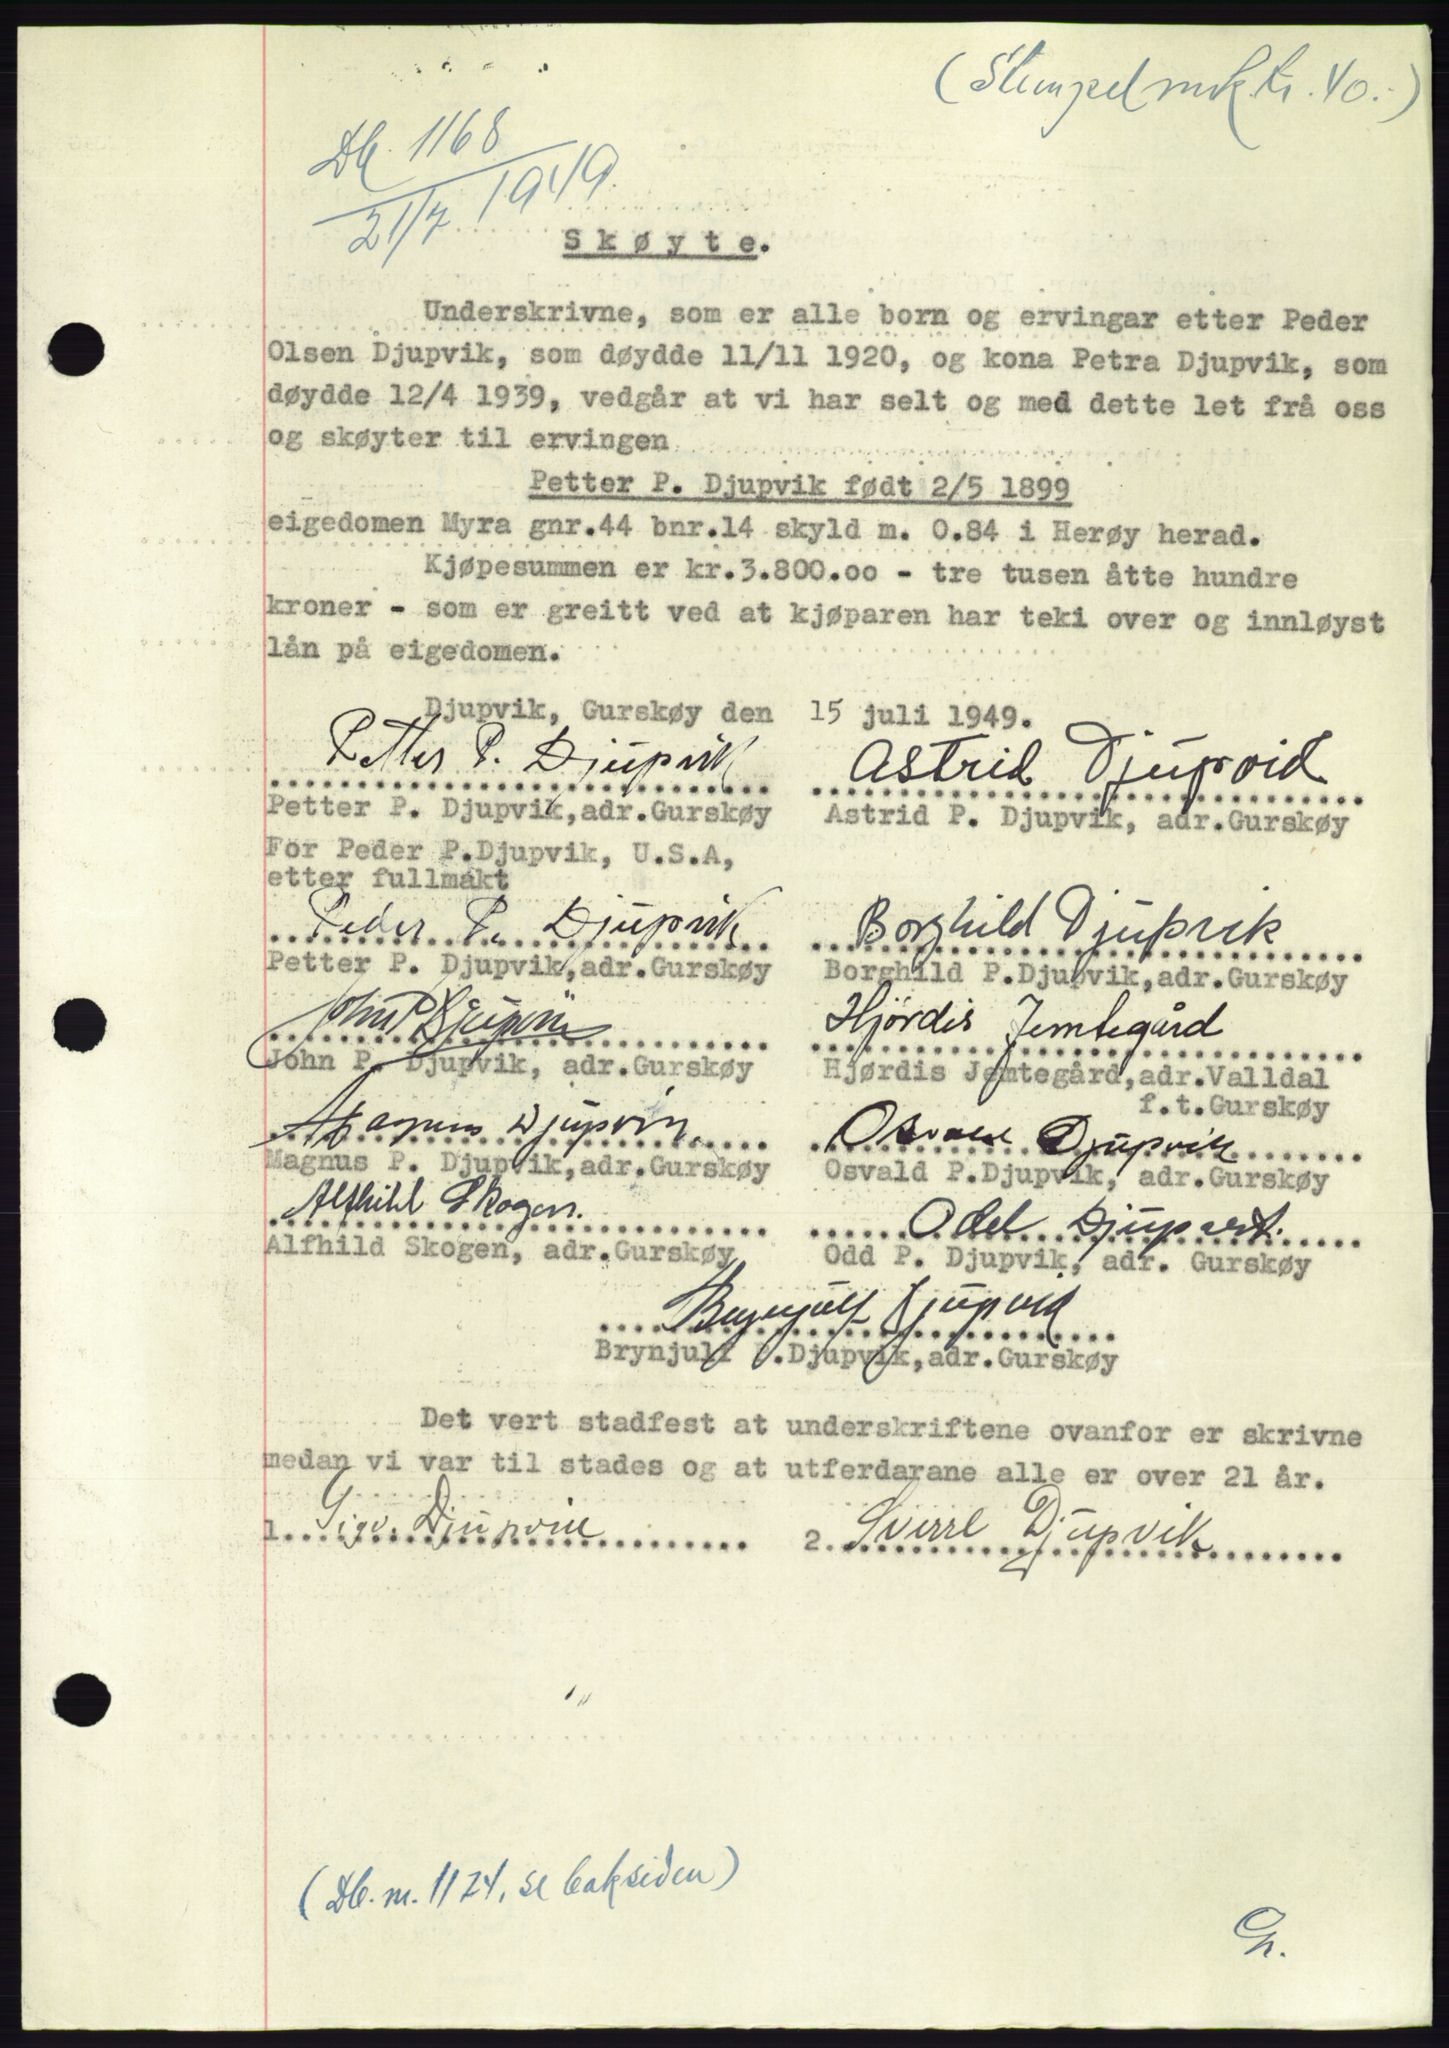 (Stempelmrk. kr. 40.-)
Db. 1168
21/7 1949.
Skøyte.
Underskrivne, som er alle born og ervingar etter Peder
Olsen Djupvik, som døydde 11/11 1920, og kona Petra Djupvik, som
døydde 12/4 1939, vedgår at vi har selt og med dette let frå oss
og skøyter til ervingen
Petter P. Djupvik født 2/5 1899
eigedomen Myra gnr.44 bnr.14 skyld m. 0.84 i Herøy herad.
Kjøpesummen er kr.3.800.oo - tre tusen åtte hundre
kroner - som er greitt ved at kjøparen har teki over og innløyst
lån på eigedomen.
Djupvik, Gurskøy den 15 juli 1949.
Petter P. Djupvik Astrid Djupvid
Petter P. Djupvik,adr.Gurskøy Astrid P. Djupvik, adr.Gurskøy
For Peder P.Djupvik, U.S.A,
etter fullmakt
Peder P. Djupvik Borghild Djupvik
Petter P. Djupvik,adr.Gurskøy Borghild P.Djupvik,adr.Gurskøy
John P Djupvik Hjördis Jemtegård
John P. Djupvik, adr.Gurskøy Hjørdis Jemtegård,adr.Valldal
f.t.Gurskøy
Magnus Djupvik Osvald Djupvik
Magnus P. Djupvik,adr.Gurskøy Osvald P.Djupvik, adr.Gurskøy
Alfhild Skogen. Odd Djupvik.
Alfhild Skogen, adr.Gurskøy Odd P. Djupvik, adr. Gurskøy
Brynjulf Djupvid
Brynjulf P.Djupvik,adr.Gurskøy
Det vert stadfest at underskriftene ovanfor er skrivne
medan vi var til stades og at utferdarane alle er over 21 år.
1. Sigv. Djupvik 2. Sverre Djupvik
(Db. nr. 1124, se baksiden)